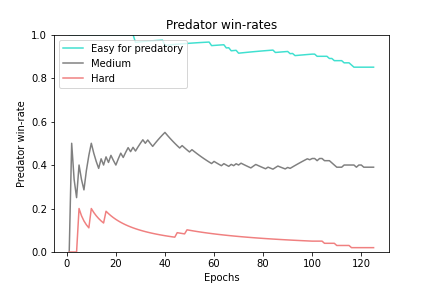 Predator win-rates
1.0
0.8
0.6
0.4
0.2
0.0
Predator win-rate
Easy for predatory
Medium
Hard
0 20 40 60 80 100 120
Epochs